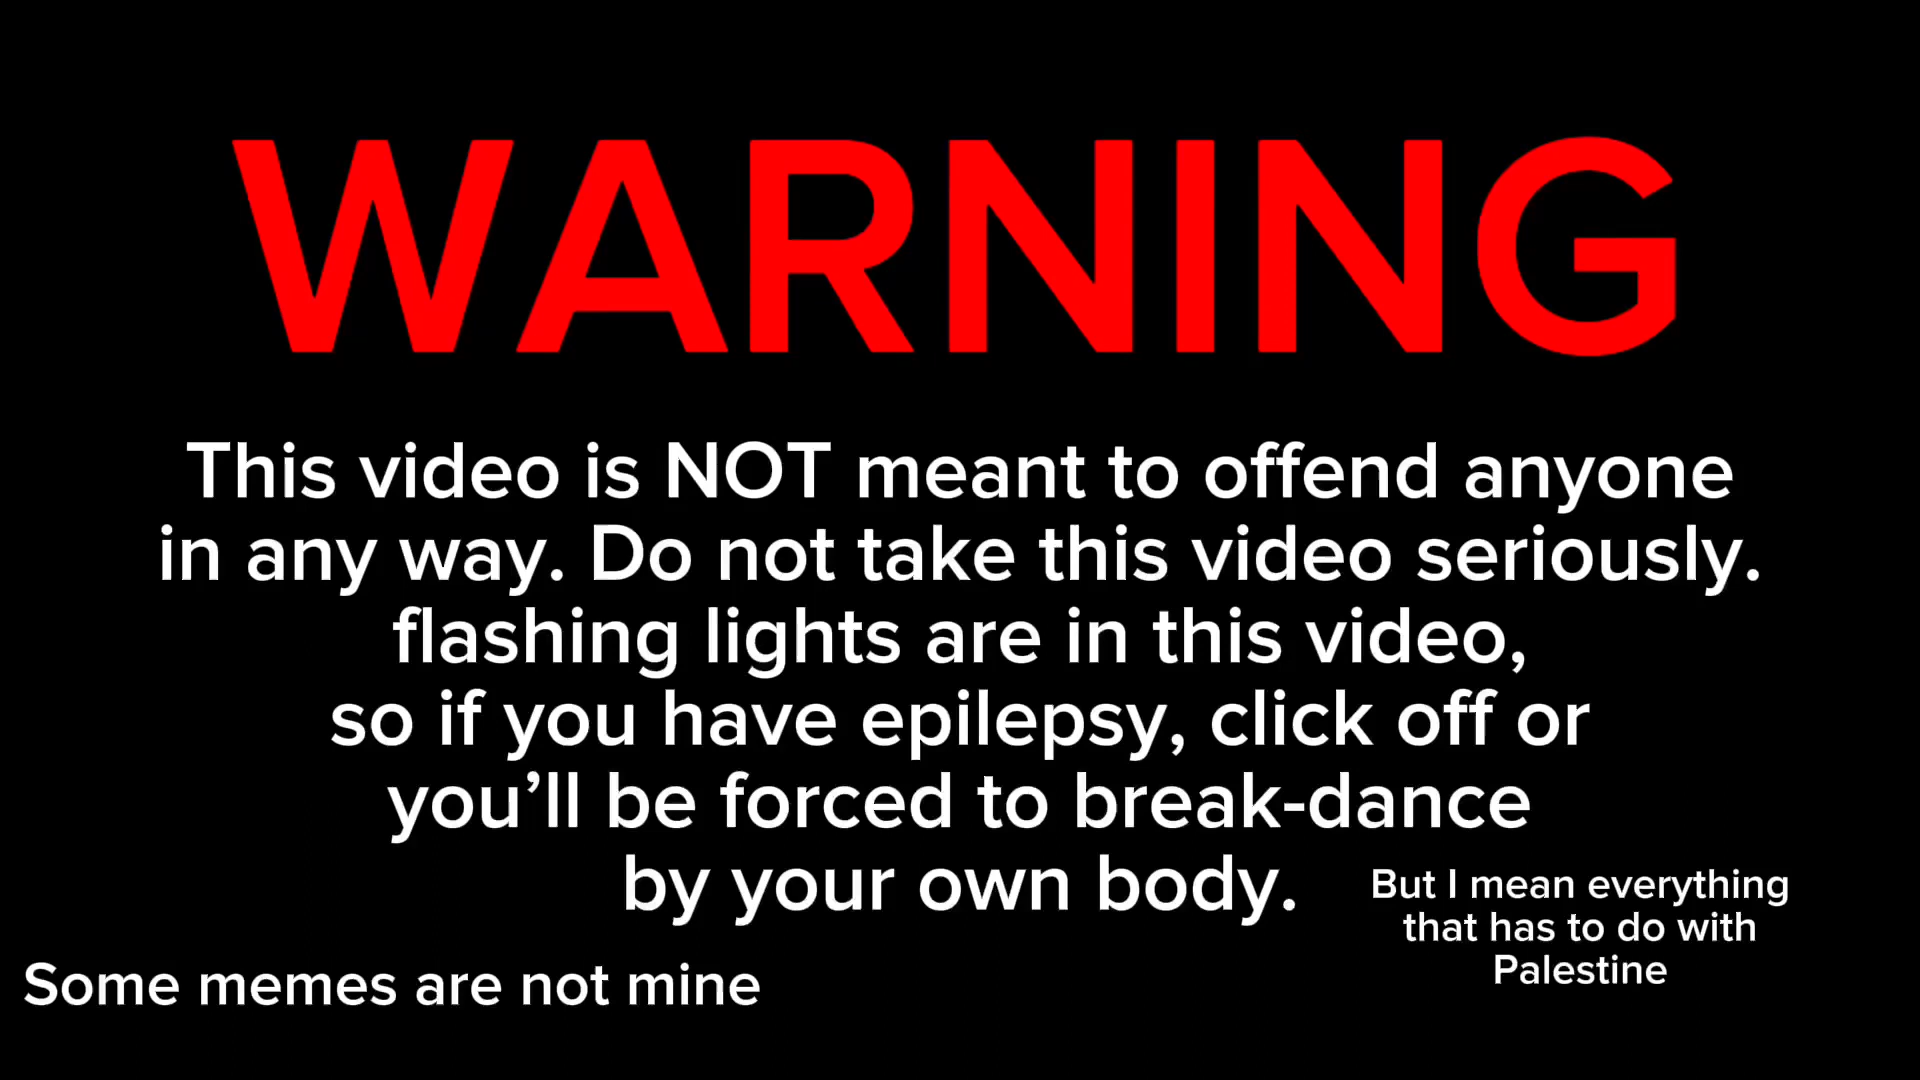 WARNING
This video is NOT meant to offend anyone
in any way. Do not take this video seriously.
flashing lights are in this video,
so if you have epilepsy, click off or
you’ll be forced to break-dance
by your own body.
But I mean everything
that has to do with
Palestine
Some memes are not mine